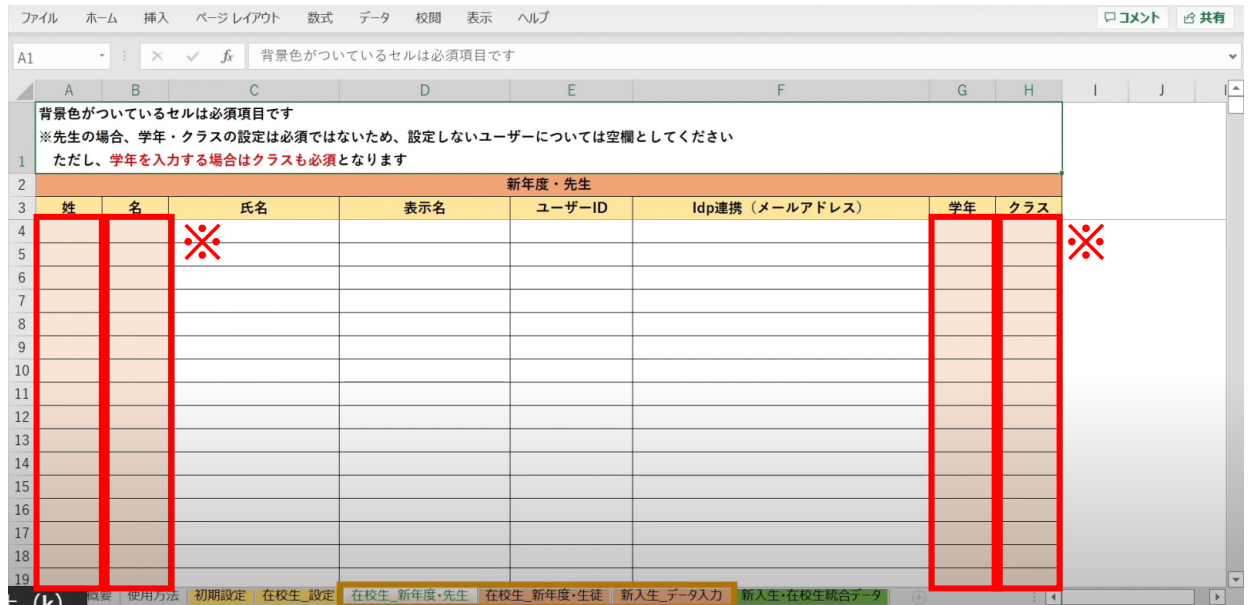 ファイル ホーム 挿入 ページ レイアウト 数式 データ 校閲 表示 ヘルプ コメント 共有
A1 fx 背景色がついているセルは必須項目です
A B C D E F G H I J
背景色がついているセルは必須項目です
※先生の場合、学年・クラスの設定は必須ではないため、設定しないユーザーについては空欄としてください
1 ただし、学年を入力する場合はクラスも必須となります
2 新年度・先生
3 姓 名 氏名 表示名 ユーザーID Idp連携（メールアドレス） 学年 クラス
4 ※ ※
5
6
7
8
9
10
11
12
13
14
15
16
17
18
19
概要 使用方法 初期設定 在校生_設定 在校生_新年度・先生 在校生_新年度・生徒 新入生_データ入力 新入生・在校生統合データ